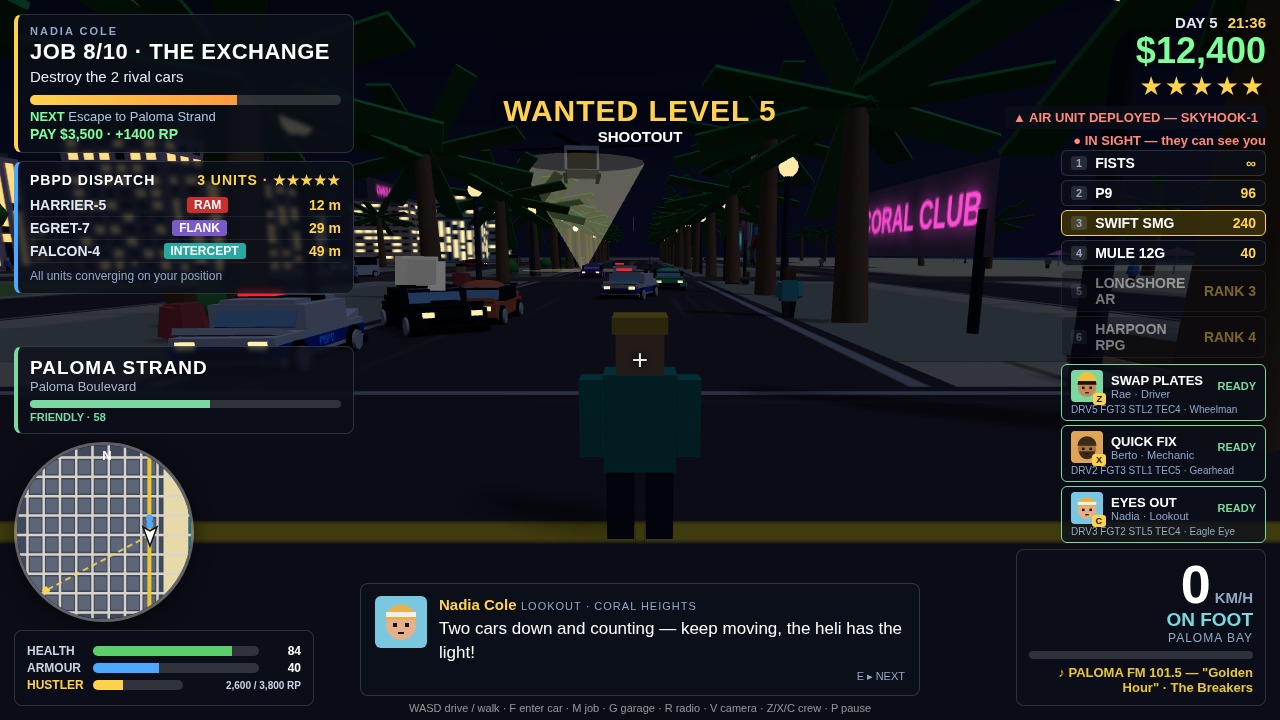 NADIA COLE
JOB 8/10 · THE EXCHANGE
Destroy the 2 rival cars
NEXT Escape to Paloma Strand
PAY $3,500 · +1400 RP
PBPD DISPATCH 3 UNITS · ★★★★★
HARRIER-5 RAM 12 m
EGRET-7 FLANK 29 m
FALCON-4 INTERCEPT 49 m
All units converging on your position
PALOMA STRAND
Paloma Boulevard
FRIENDLY · 58
N
HEALTH 84
ARMOUR 40
HUSTLER 2,600 / 3,800 RP
WANTED LEVEL 5
SHOOTOUT
CORAL CLUB
+
Nadia Cole LOOKOUT · CORAL HEIGHTS
Two cars down and counting — keep moving, the heli has the
light!
E ▸ NEXT
WASD drive / walk · F enter car · M job · G garage · R radio · V camera · Z/X/C crew · P pause
DAY 5 21:36
$12,400
★★★★★
▲ AIR UNIT DEPLOYED — SKYHOOK-1
● IN SIGHT — they can see you
1 FISTS ∞
2 P9 96
3 SWIFT SMG 240
4 MULE 12G 40
5 LONGSHORE
AR RANK 3
6 HARPOON
RPG RANK 4
SWAP PLATES READY
Rae · Driver
Z
DRV5 FGT3 STL2 TEC4 · Wheelman
QUICK FIX READY
Berto · Mechanic
X
DRV2 FGT3 STL1 TEC5 · Gearhead
EYES OUT READY
Nadia · Lookout
C
DRV3 FGT2 STL5 TEC4 · Eagle Eye
0 KM/H
ON FOOT
PALOMA BAY
♪ PALOMA FM 101.5 — "Golden
Hour" · The Breakers